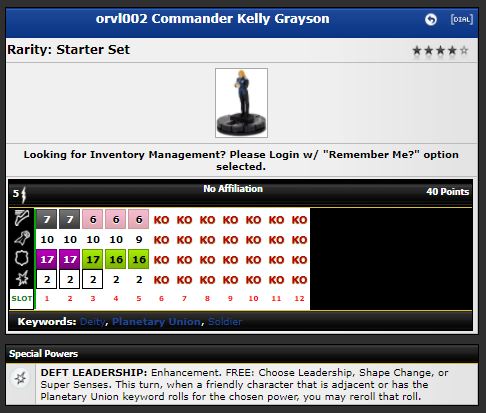 orvl002 Commander Kelly Grayson [DIAL]
Rarity: Starter Set
Looking for Inventory Management? Please Login w/ "Remember Me?" option
selected.
5 No Affiliation 40 Points
7 7 6 6 6 KO KO KO KO KO KO KO
10 10 10 10 9 KO KO KO KO KO KO KO
17 17 17 16 16 KO KO KO KO KO KO KO
2 2 2 2 2 KO KO KO KO KO KO KO
SLOT 1 2 3 4 5 6 7 8 9 10 11 12
Keywords: Deity, Planetary Union, Soldier
Special Powers
DEFT LEADERSHIP: Enhancement. FREE: Choose Leadership, Shape Change, or
Super Senses. This turn, when a friendly character that is adjacent or has the
Planetary Union keyword rolls for the chosen power, you may reroll that roll.